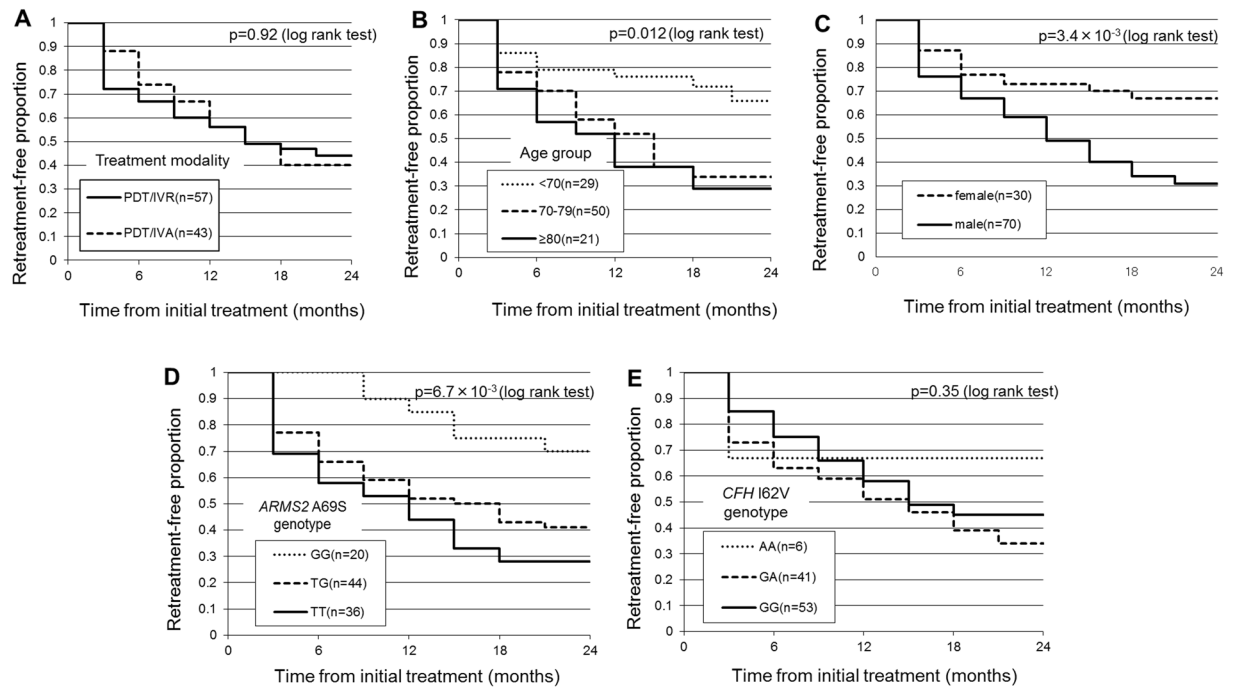 A
p=0.92 (log rank test)
Retreatment-free proportion
1
0.9
0.8
0.7
0.6
0.5
0.4
0.3
0.2
0.1
0
Treatment modality
PDT/IVR(n=57)
PDT/IVA(n=43)
0 6 12 18 24
Time from initial treatment (months)
B
p=0.012 (log rank test)
Retreatment-free proportion
1
0.9
0.8
0.7
0.6
0.5
0.4
0.3
0.2
0.1
0
Age group
<70(n=29)
70-79(n=50)
≥80(n=21)
0 6 12 18 24
Time from initial treatment (months)
C
p=3.4×10-3 (log rank test)
Retreatment-free proportion
1
0.9
0.8
0.7
0.6
0.5
0.4
0.3
0.2
0.1
0
female(n=30)
male(n=70)
0 6 12 18 24
Time from initial treatment (months)
D
p=6.7×10-3 (log rank test)
Retreatment-free proportion
1
0.9
0.8
0.7
0.6
0.5
0.4
0.3
0.2
0.1
0
ARMS2 A69S
genotype
GG(n=20)
TG(n=44)
TT(n=36)
0 6 12 18 24
Time from initial treatment (months)
E
p=0.35 (log rank test)
Retreatment-free proportion
1
0.9
0.8
0.7
0.6
0.5
0.4
0.3
0.2
0.1
0
CFH I62V
genotype
AA(n=6)
GA(n=41)
GG(n=53)
0 6 12 18 24
Time from initial treatment (months)